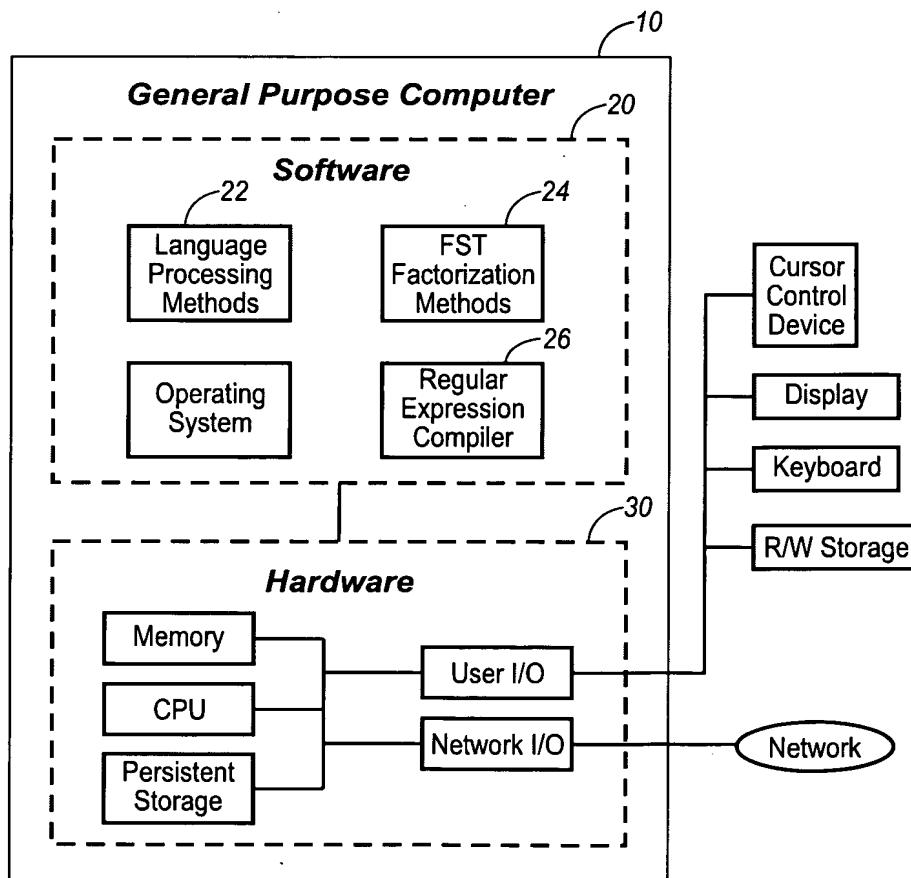 10
General Purpose Computer
20
Software
22
Language
Processing
Methods
24
FST
Factorization
Methods
Operating
System
26
Regular
Expression
Compiler
30
Hardware
Memory
CPU
Persistent
Storage
User I/O
Network I/O
Cursor
Control
Device
Display
Keyboard
R/W Storage
Network